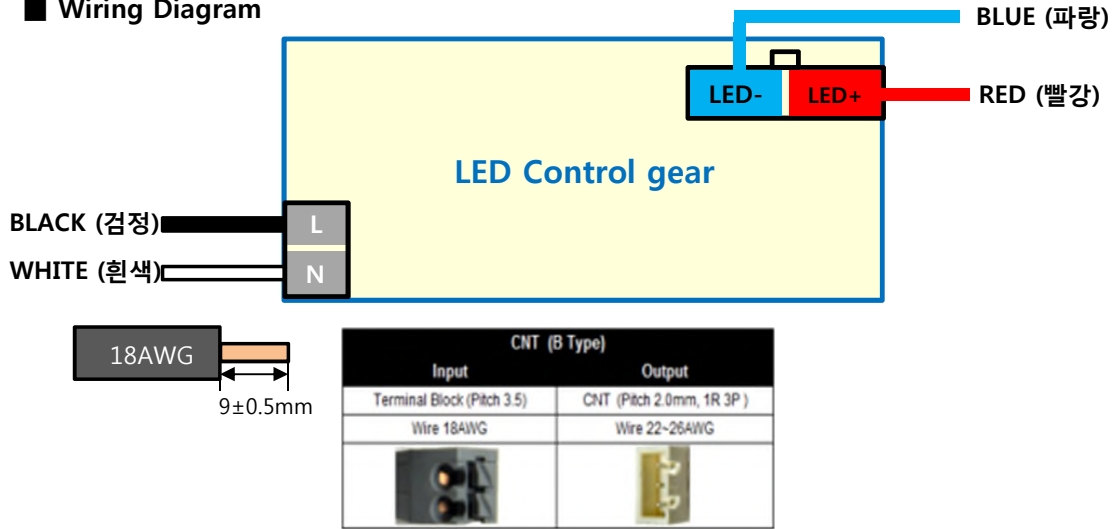 ■ Wiring Diagram
BLUE (파랑)
LED-
LED+
RED (빨강)
LED Control gear
BLACK (검정)
L
WHITE (흰색)
N
18AWG
9±0.5mm
CNT (B Type)
Input Output
Terminal Block (Pitch 3.5) CNT (Pitch 2.0mm, 1R 3P )
Wire 18AWG Wire 22~26AWG